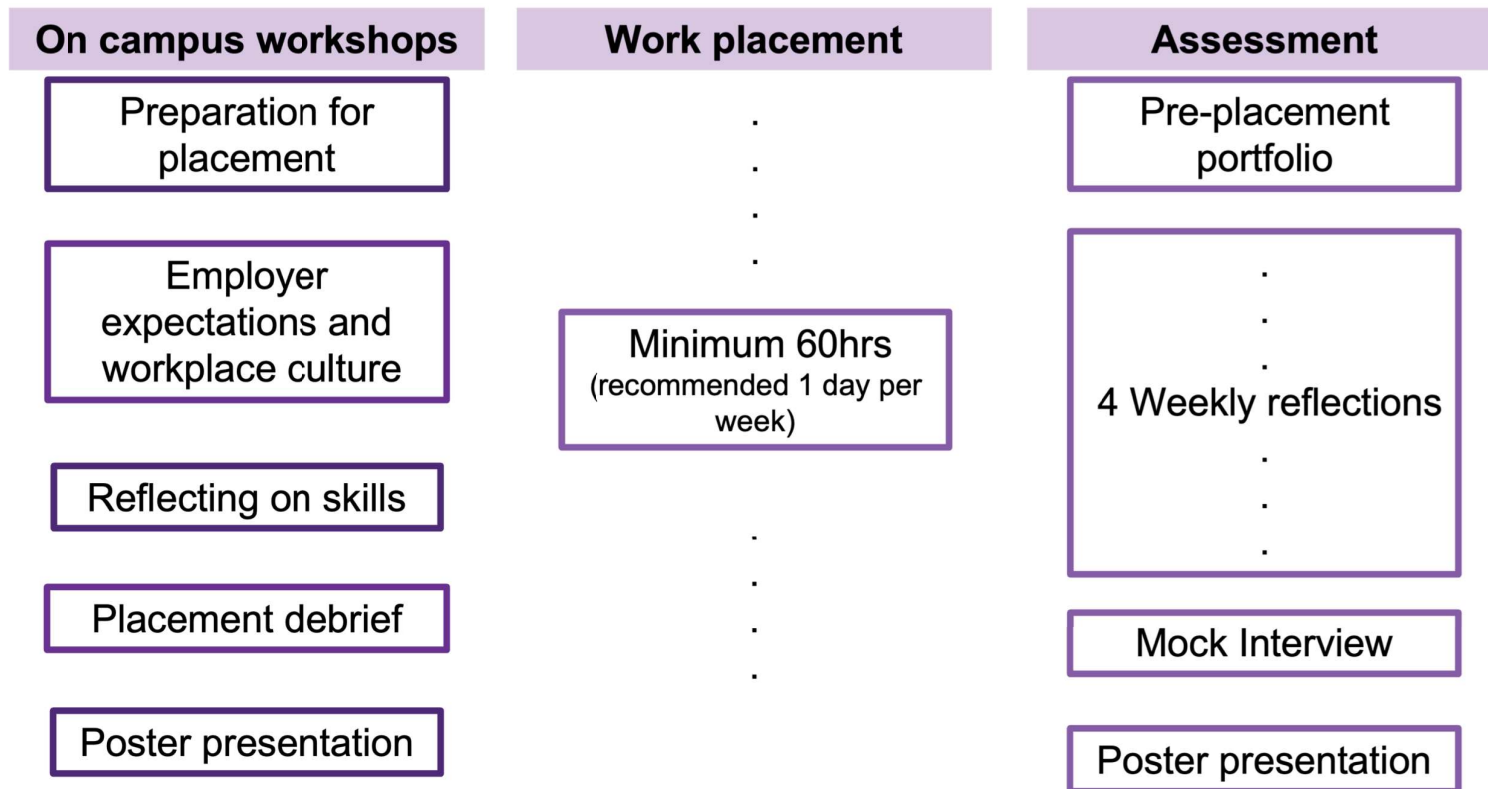 On campus workshops
Preparation for
placement
Employer
expectations and
workplace culture
Reflecting on skills
Placement debrief
Poster presentation
Work placement
.
.
.
.
Minimum 60hrs
(recommended 1 day per
week)
.
.
.
.
Assessment
Pre-placement
portfolio
.
.
.
4 Weekly reflections
.
.
.
Mock Interview
Poster presentation